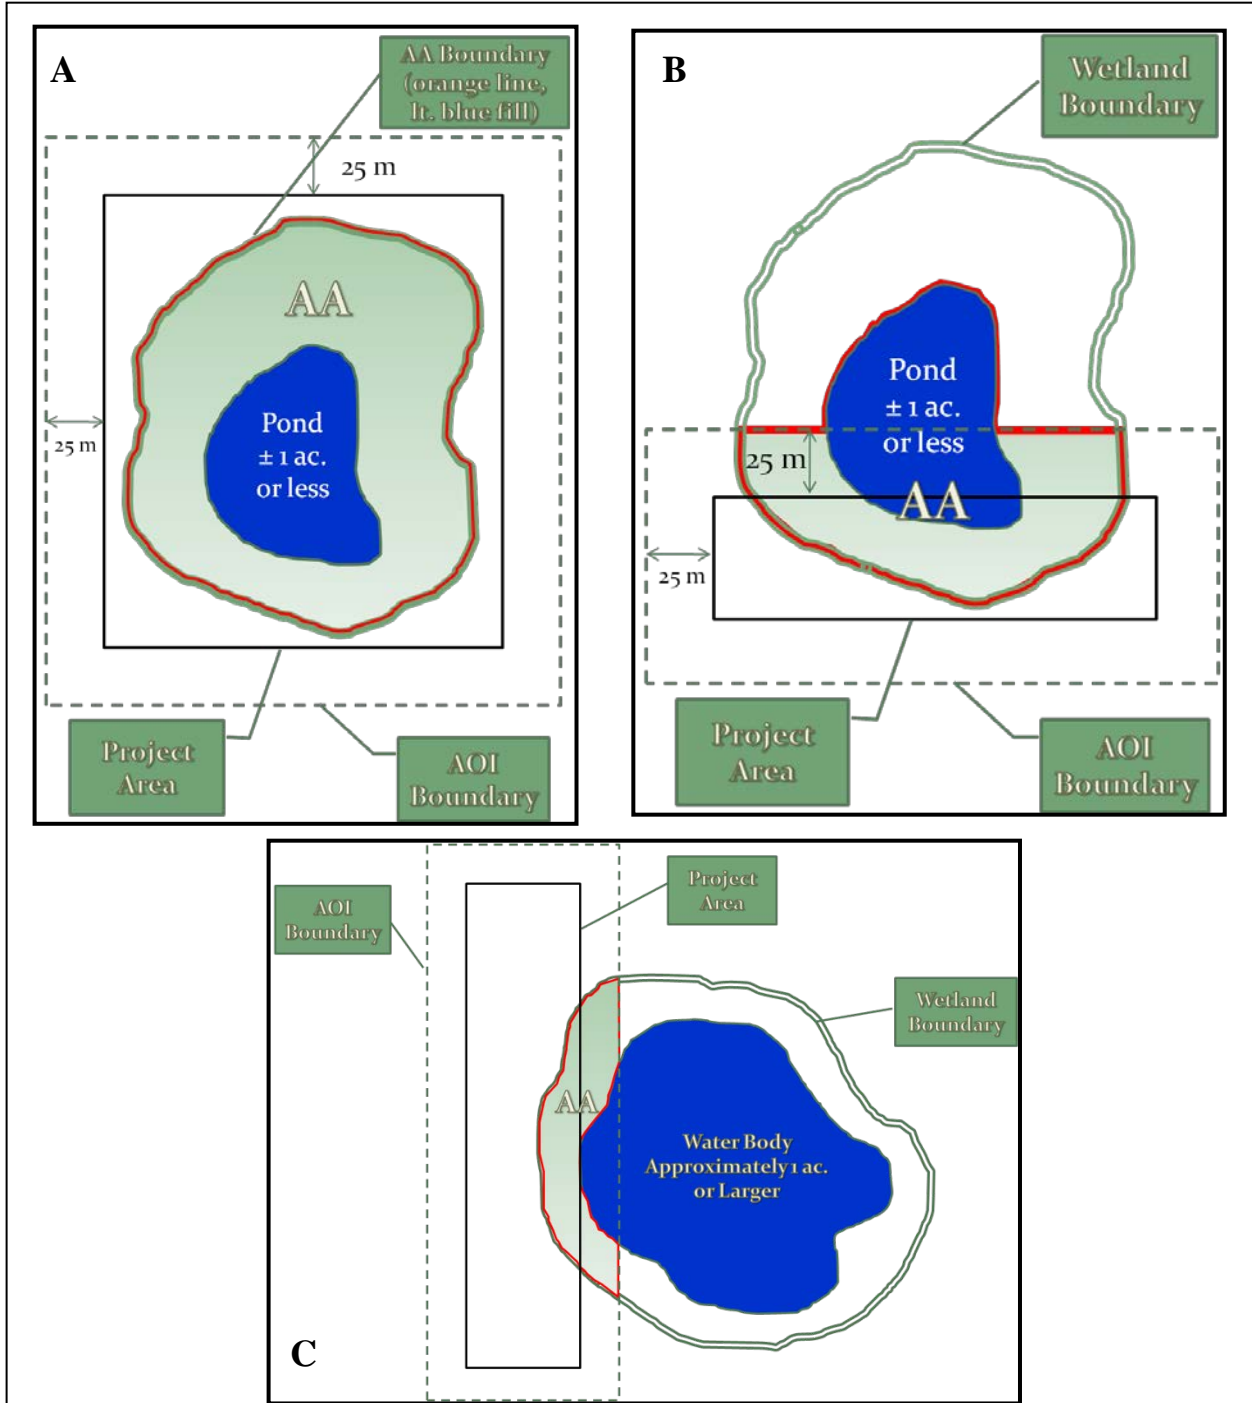 A
AA Boundary
(orange line,
lt. blue fill)
25 m
AA
25 m
Pond
± 1 ac.
or less
Project
Area
AOI
Boundary
B
Wetland
Boundary
Pond
± 1 ac.
or less
25 m
AA
25 m
Project
Area
AOI
Boundary
AOI
Boundary
Project
Area
Wetland
Boundary
AA
Water Body
Approximately 1 ac.
or Larger
C